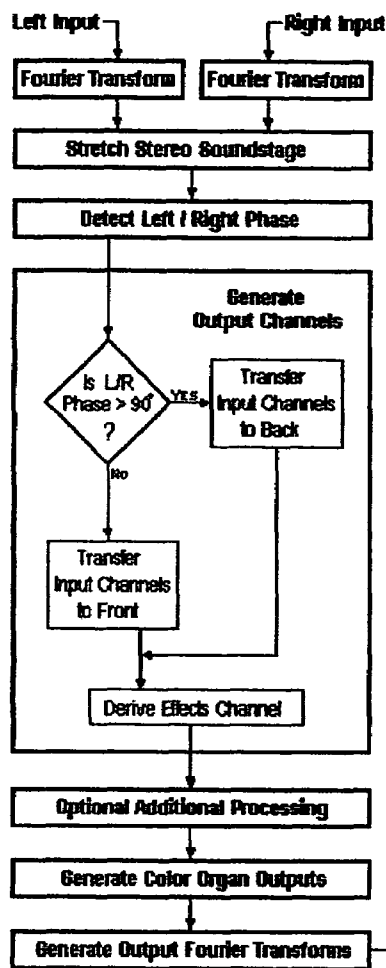 Left Input
Right Input
Fourier Transform
Fourier Transform
Stretch Stereo Soundstage
Detect Left / Right Phase
Generate
Output Channels
Is L/R
Phase > 90°
?
YES
Transfer
Input Channels
to Back
No
Transfer
Input Channels
to Front
Derive Effects Channel
Optional Additional Processing
Generate Color Organ Outputs
Generate Output Fourier Transforms